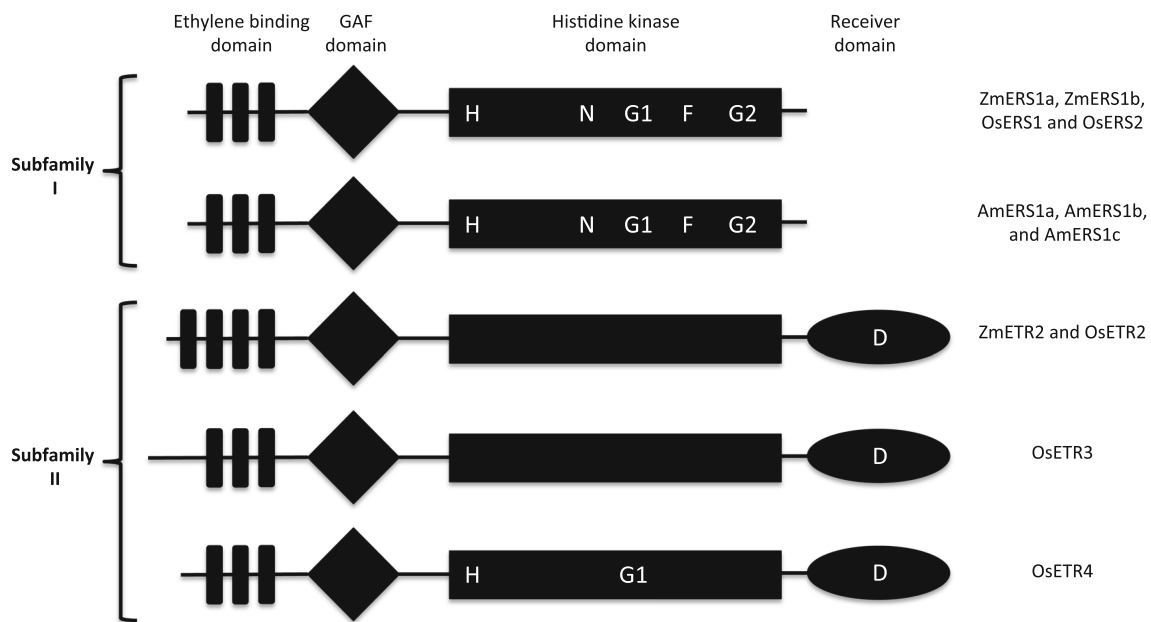 Ethylene binding
domain
GAF
domain
Histidine kinase
domain
Receiver
domain
Subfamily
I
H N G1 F G2
ZmERS1a, ZmERS1b,
OsERS1 and OsERS2
H N G1 F G2
AmERS1a, AmERS1b,
and AmERS1c
Subfamily
II
D
ZmETR2 and OsETR2
D
OsETR3
H G1
D
OsETR4